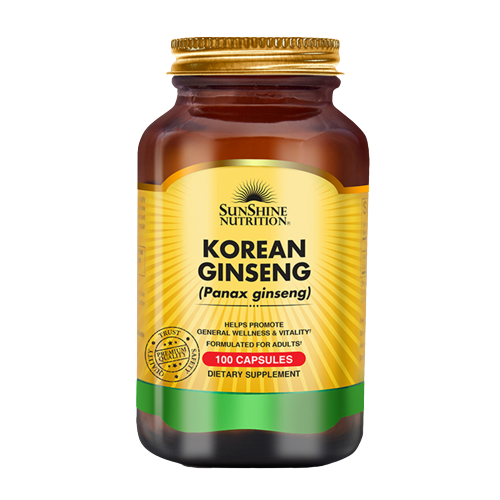 SUNSHINE
NUTRITION®
KOREAN
GINSENG
(Panax ginseng)
HELPS PROMOTE
GENERAL WELLNESS & VITALITY†
FORMULATED FOR ADULTS†
100 CAPSULES
DIETARY SUPPLEMENT
TRUST
PREMIUM
QUALITY
QUALITY
SAFETY